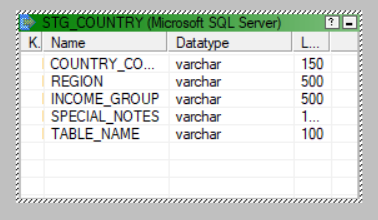 STG_COUNTRY (Microsoft SQL Server) ? -
K. Name Datatype L...
COUNTRY_CO... varchar 150
REGION varchar 500
INCOME_GROUP varchar 500
SPECIAL_NOTES varchar 1...
TABLE_NAME varchar 100